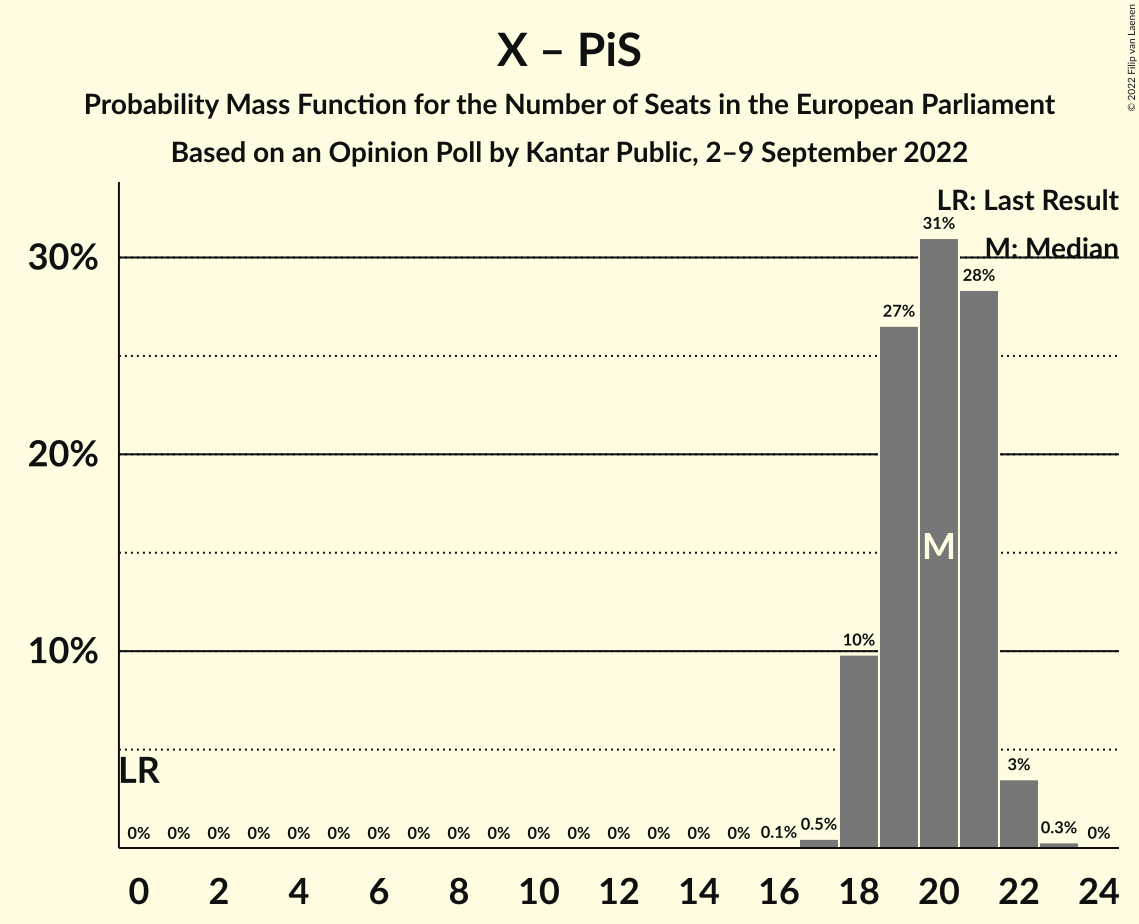 X – PiS
Probability Mass Function for the Number of Seats in the European Parliament
Based on an Opinion Poll by Kantar Public, 2–9 September 2022
© 2022 Filip van Laenen
LR: Last Result
M: Median
30%
20%
10%
LR
M
0% 0% 0% 0% 0% 0% 0% 0% 0% 0% 0% 0% 0% 0% 0% 0% 0.1% 0.5% 10% 27% 31% 28% 3% 0.3% 0%
0 2 4 6 8 10 12 14 16 18 20 22 24